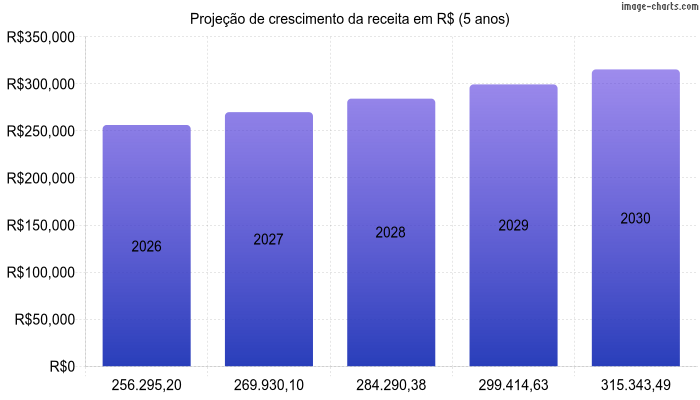 image-charts.com
Projeção de crescimento da receita em R$ (5 anos)
R$350,000
R$300,000
R$250,000
R$200,000
R$150,000
R$100,000
R$50,000
R$0
2026
2027
2028
2029
2030
256.295,20
269.930,10
284.290,38
299.414,63
315.343,49